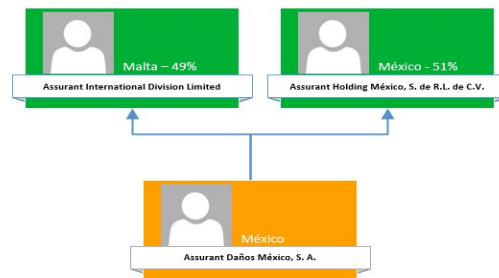 Malta – 49%
Assurant International Division Limited
México - 51%
Assurant Holding México, S. de R.L. de C.V.
México
Assurant Daños México, S. A.